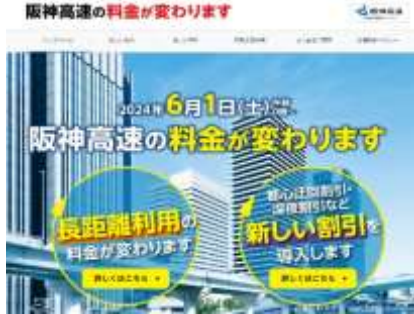 阪神高速の料金が変わります
阪神高速
2024年6月1日(土)
阪神高速の料金が変わります
長距離利用の
料金が変わります
詳しくはこちら
都心迂回割引・
深夜割引など
新しい割引を
導入します
詳しくはこちら